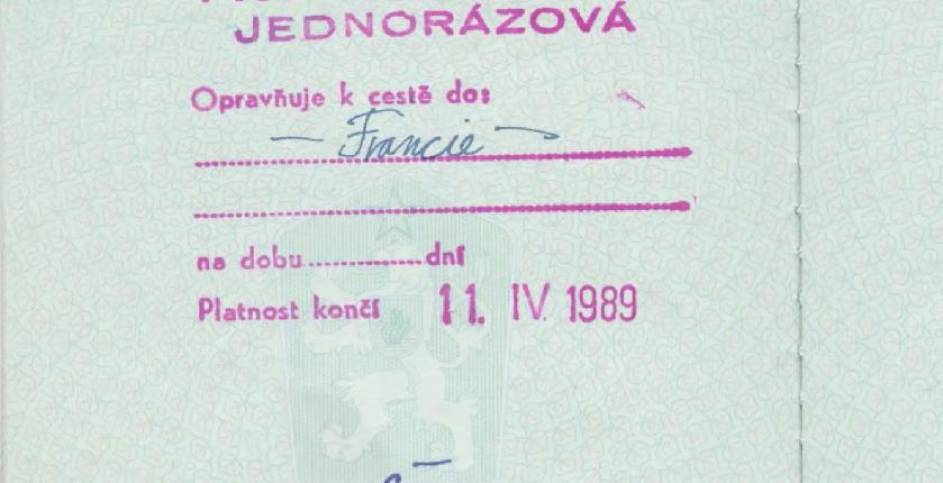 JEDNORÁZOVÁ
Opravňuje k cestě do:
— Francie —
na dobu..............dní
Platnost končí 11. IV. 1989